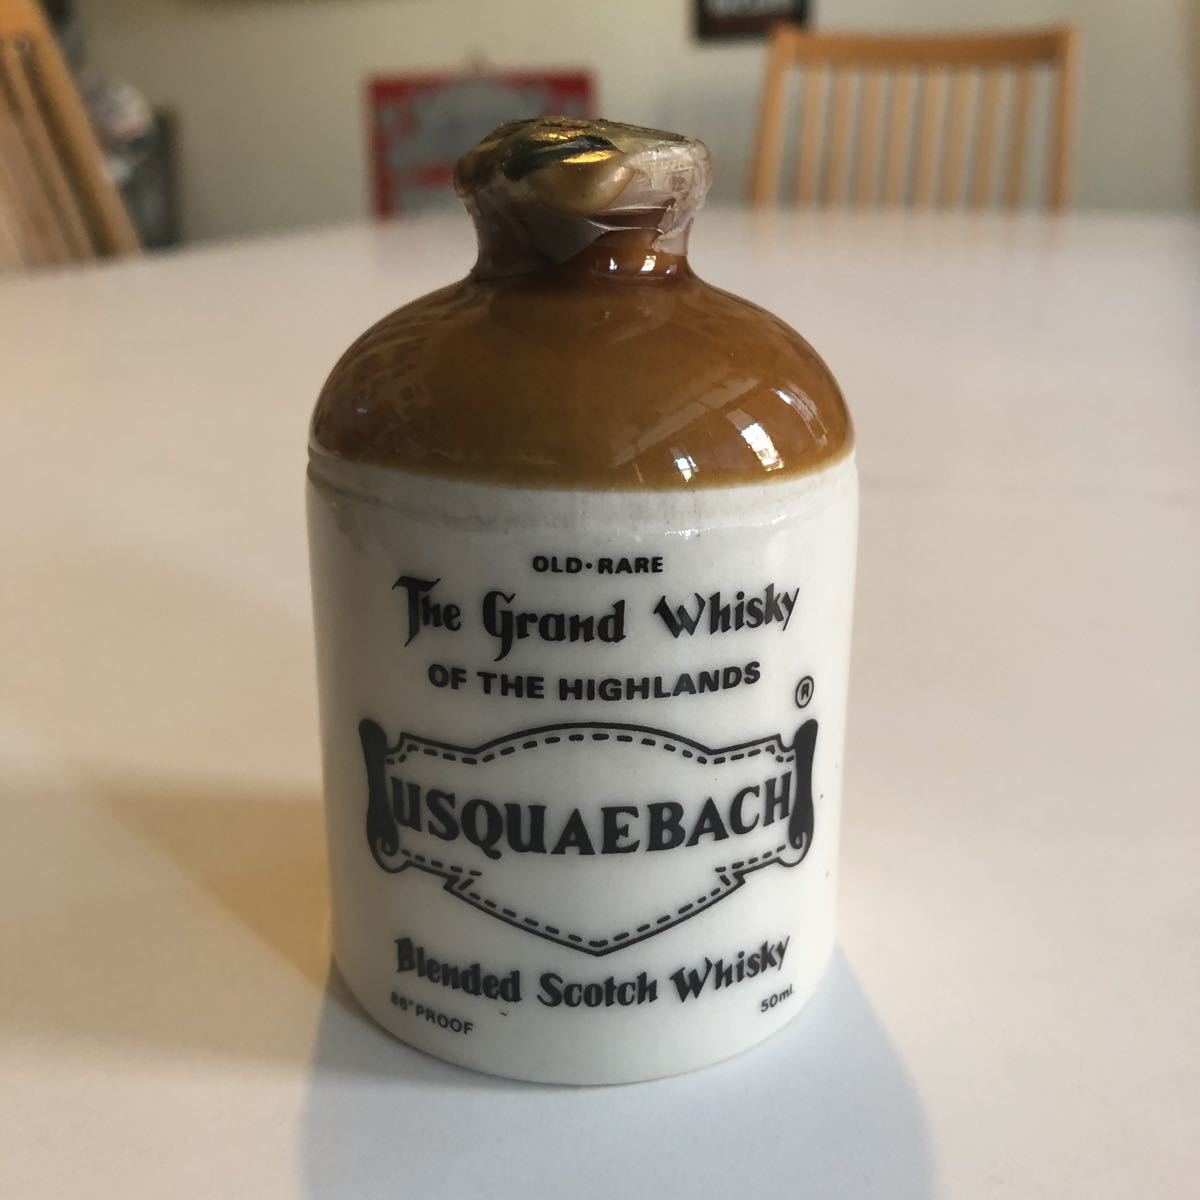 OLD·RARE
The Grand Whisky
OF THE HIGHLANDS
®
USQUAEBACH
Blended Scotch Whisky
86° PROOF
50ml.